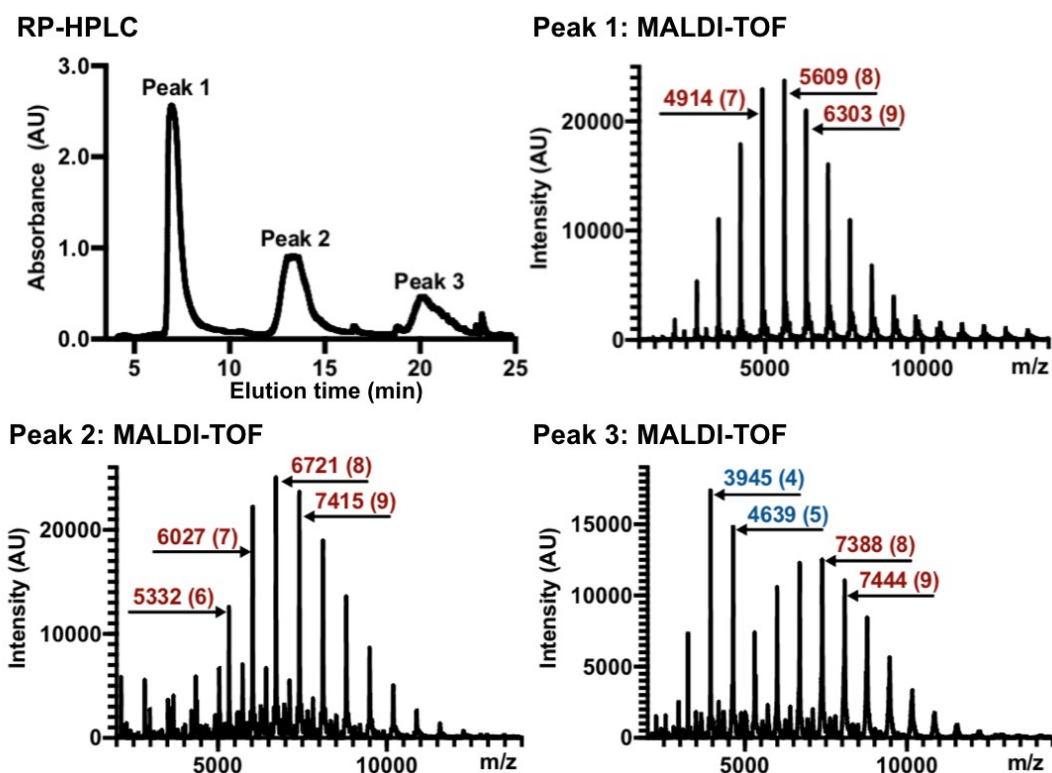 RP-HPLC
3.0
2.0
1.0
0.0
Absorbance (AU)
Peak 1
Peak 2
Peak 3
5 10 15 20 25
Elution time (min)
Peak 1: MALDI-TOF
20000
10000
0
Intensity (AU)
4914 (7)
5609 (8)
6303 (9)
5000 10000 m/z
Peak 2: MALDI-TOF
20000
10000
0
Intensity (AU)
6721 (8)
7415 (9)
6027 (7)
5332 (6)
5000 10000 m/z
Peak 3: MALDI-TOF
15000
10000
5000
0
Intensity (AU)
3945 (4)
4639 (5)
7388 (8)
7444 (9)
5000 10000 m/z